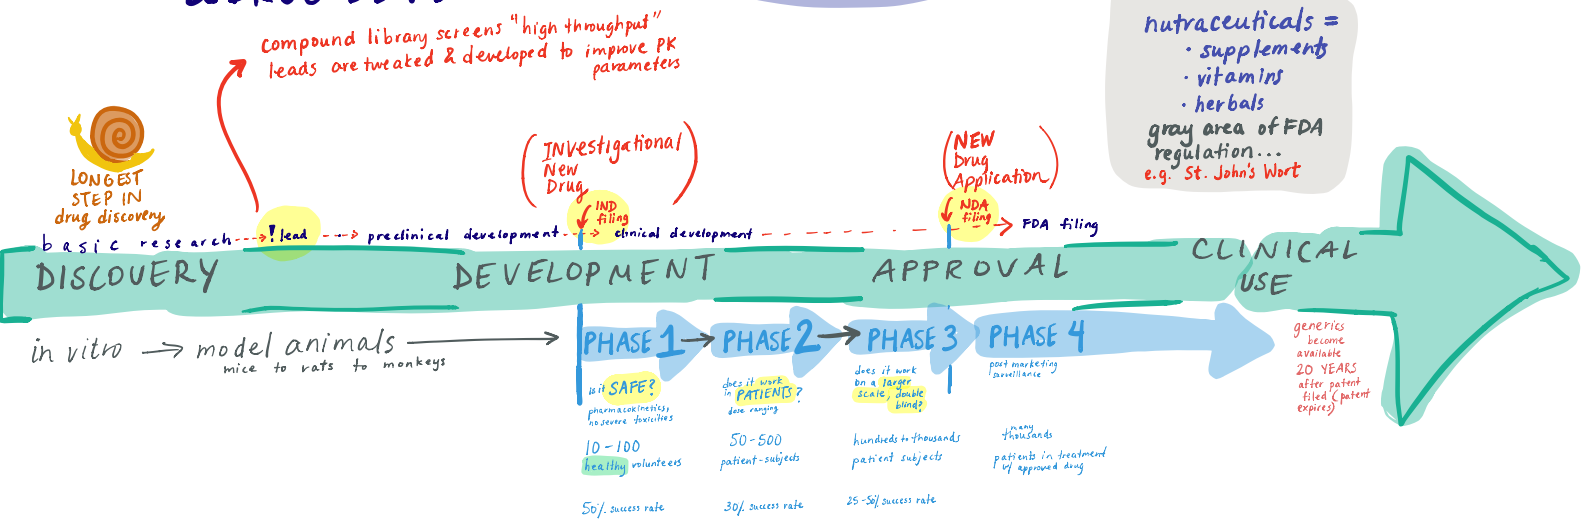 compound library screens "high throughput"
leads are tweaked & developed to improve PK
parameters
nutraceuticals =
· supplements
· vitamins
· herbals
gray area of FDA
regulation...
e.g. St. John's Wort
LONGEST
STEP IN
drug discovery
(INVestigational
New
Drug)
(NEW
Drug
Application)
IND
filing
NDA
filing
basic research --> ! lead --> preclinical development --> clinical development --> FDA filing
DISCOVERY DEVELOPMENT APPROVAL CLINICAL
USE
in vitro → model animals →
mice to rats to monkeys
PHASE 1 → PHASE 2 → PHASE 3 PHASE 4
is it SAFE?
pharmacokinetics,
no severe toxicities
10-100
healthy volunteers
50% success rate
does it work
in PATIENTS?
dose ranging
50-500
patient-subjects
30% success rate
does it work
on a larger
scale, double
blind?
hundreds to thousands
patient subjects
25-50% success rate
post marketing
surveillance
many
thousands
patients in treatment
w/ approved drug
generics
become
available
20 YEARS
after patent
filed (patent
expires)